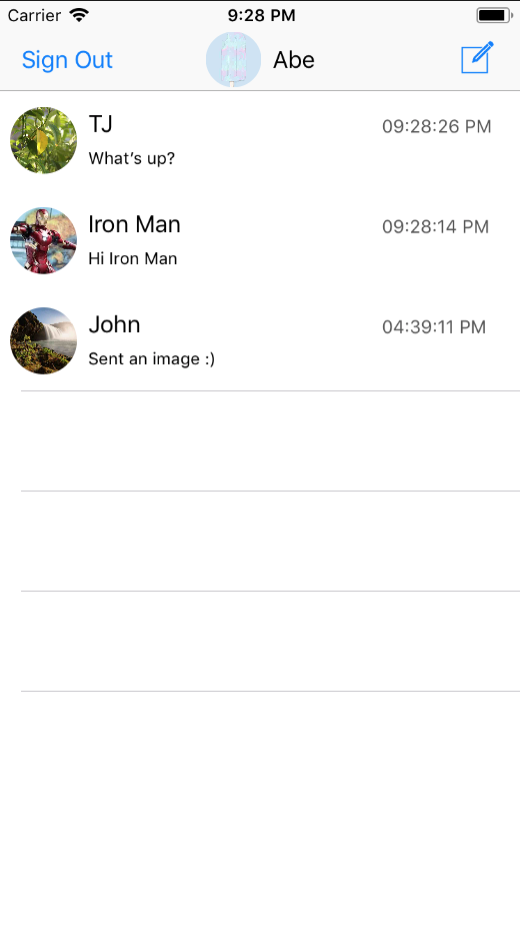 Carrier 9:28 PM
Sign Out Abe
TJ 09:28:26 PM
What’s up?
Iron Man 09:28:14 PM
Hi Iron Man
John 04:39:11 PM
Sent an image :)